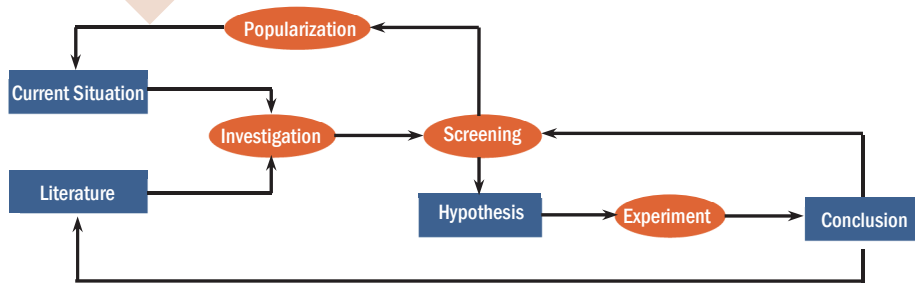 Popularization
Current Situation
Investigation
Screening
Literature
Hypothesis
Experiment
Conclusion